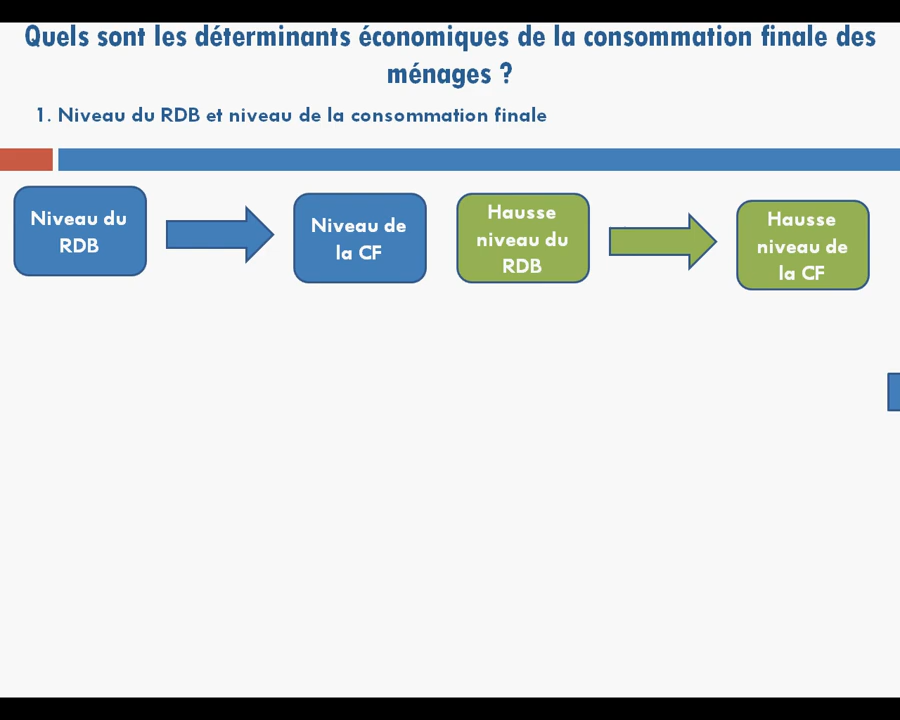 Quels sont les déterminants économiques de la consommation finale des
ménages ?
1. Niveau du RDB et niveau de la consommation finale
Niveau du
RDB
Niveau de
la CF
Hausse
niveau du
RDB
Hausse
niveau de
la CF